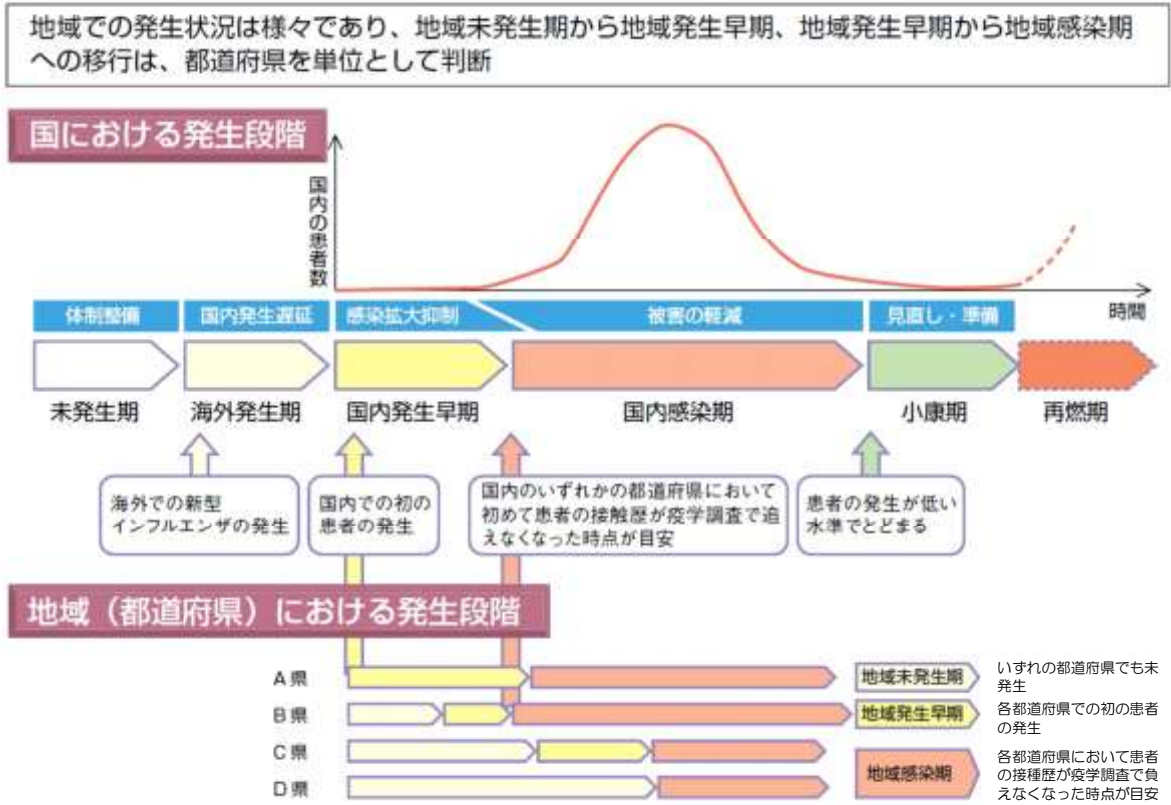 地域での発生状況は様々であり、地域未発生期から地域発生早期、地域発生早期から地域感染期
への移行は、都道府県を単位として判断
国における発生段階
国内の患者数
時間
体制整備
国内発生遅延
感染拡大抑制
被害の軽減
見直し・準備
未発生期
海外発生期
国内発生早期
国内感染期
小康期
再燃期
海外での新型
インフルエンザの発生
国内での初の
患者の発生
国内のいずれかの都道府県において
初めて患者の接触歴が疫学調査で追
えなくなった時点が目安
患者の発生が低い
水準でとどまる
地域（都道府県）における発生段階
A県
B県
C県
D県
地域未発生期
いずれの都道府県でも未
発生
地域発生早期
各都道府県での初の患者
の発生
地域感染期
各都道府県において患者
の接種歴が疫学調査で負
えなくなった時点が目安